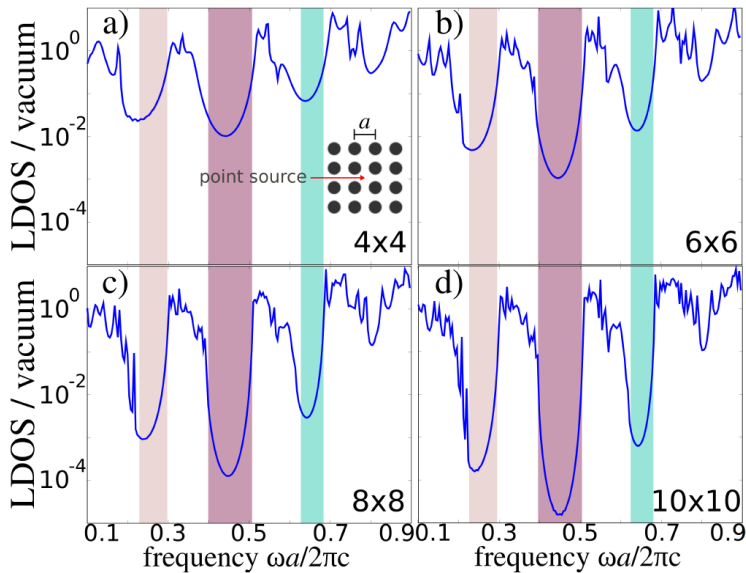 a)
b)
LDOS / vacuum
10^0
10^-2
10^-4
a
point source
4x4
6x6
c)
d)
LDOS / vacuum
10^0
10^-2
10^-4
8x8
10x10
0.1 0.3 0.5 0.7 0.9
0.1 0.3 0.5 0.7 0.9
frequency ωa/2πc
frequency ωa/2πc